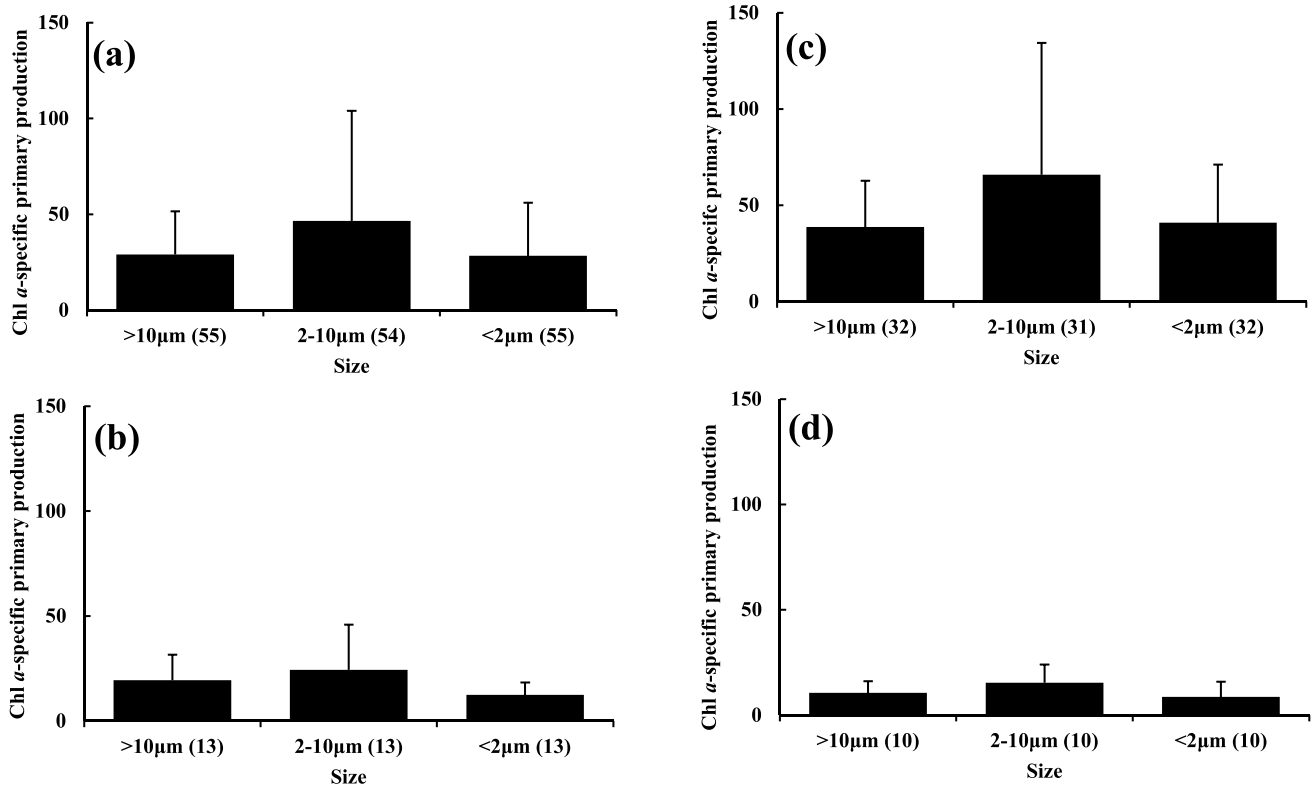 (a)
Chl a-specific primary production
150
100
50
0
>10μm (55)
2-10μm (54)
<2μm (55)
Size
(c)
Chl a-specifc primary production
150
100
50
0
>10μm (32)
2-10μm (31)
<2μm (32)
Size
(b)
Chl a-specific primary production
150
100
50
0
>10μm (13)
2-10μm (13)
<2μm (13)
Size
(d)
Chl a-specific primary production
150
100
50
0
>10μm (10)
2-10μm (10)
<2μm (10)
Size